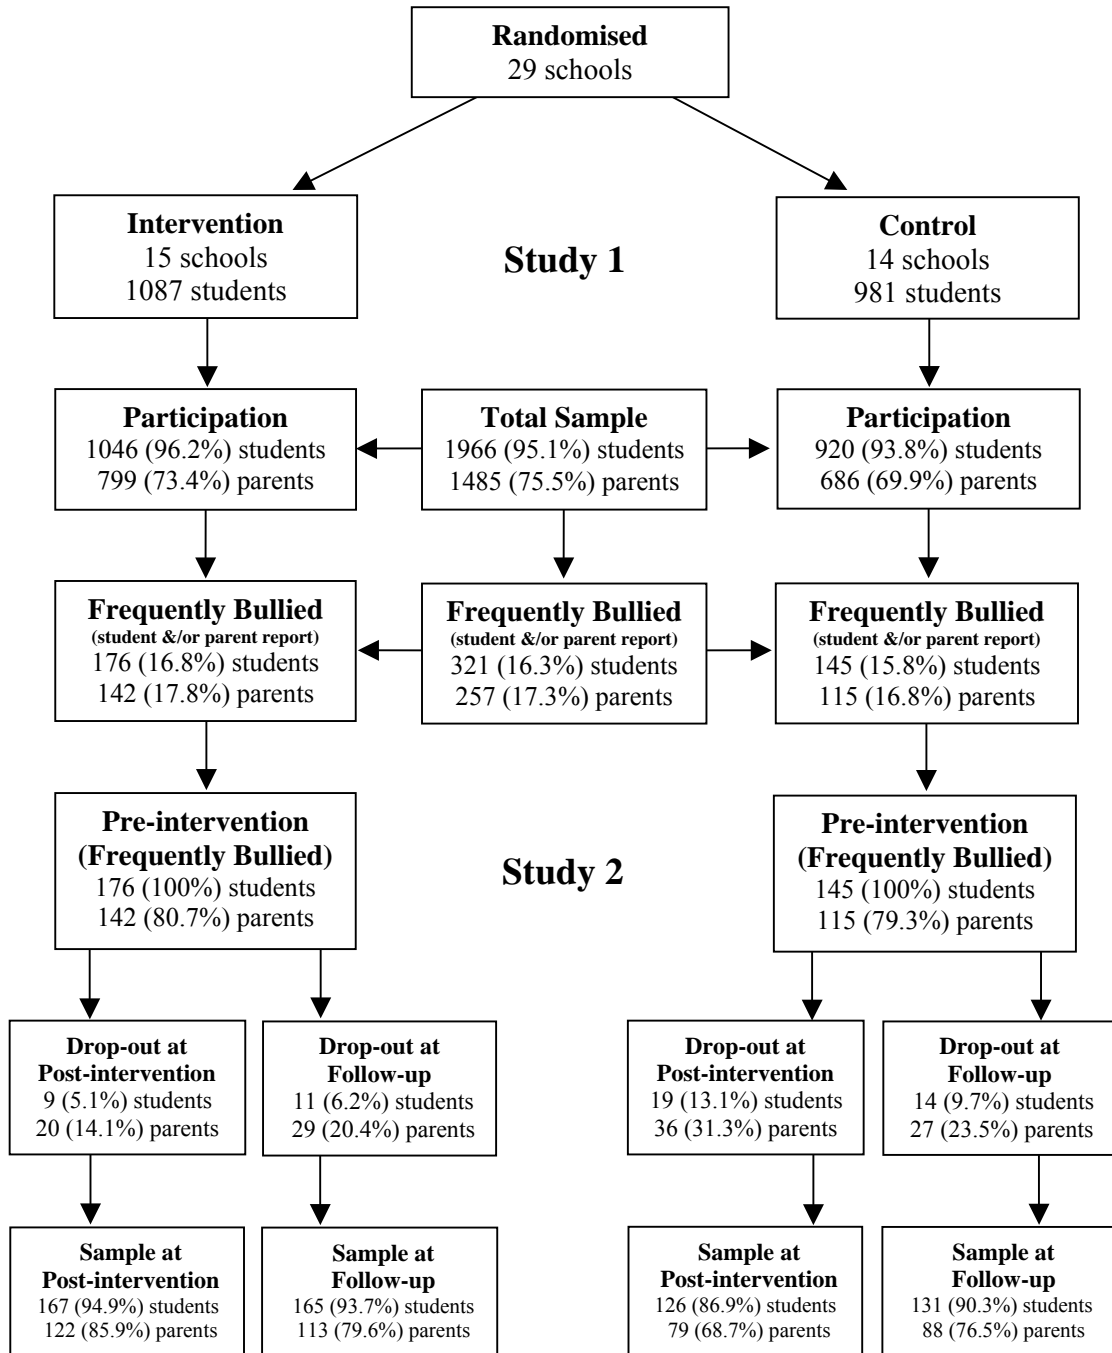 Randomised
29 schools
Intervention
15 schools
1087 students
Study 1
Control
14 schools
981 students
Participation
1046 (96.2%) students
799 (73.4%) parents
Total Sample
1966 (95.1%) students
1485 (75.5%) parents
Participation
920 (93.8%) students
686 (69.9%) parents
Frequently Bullied
(student &/or parent report)
176 (16.8%) students
142 (17.8%) parents
Frequently Bullied
(student &/or parent report)
321 (16.3%) students
257 (17.3%) parents
Frequently Bullied
(student &/or parent report)
145 (15.8%) students
115 (16.8%) parents
Pre-intervention
(Frequently Bullied)
176 (100%) students
142 (80.7%) parents
Study 2
Pre-intervention
(Frequently Bullied)
145 (100%) students
115 (79.3%) parents
Drop-out at
Post-intervention
9 (5.1%) students
20 (14.1%) parents
Drop-out at
Follow-up
11 (6.2%) students
29 (20.4%) parents
Drop-out at
Post-intervention
19 (13.1%) students
36 (31.3%) parents
Drop-out at
Follow-up
14 (9.7%) students
27 (23.5%) parents
Sample at
Post-intervention
167 (94.9%) students
122 (85.9%) parents
Sample at
Follow-up
165 (93.7%) students
113 (79.6%) parents
Sample at
Post-intervention
126 (86.9%) students
79 (68.7%) parents
Sample at
Follow-up
131 (90.3%) students
88 (76.5%) parents